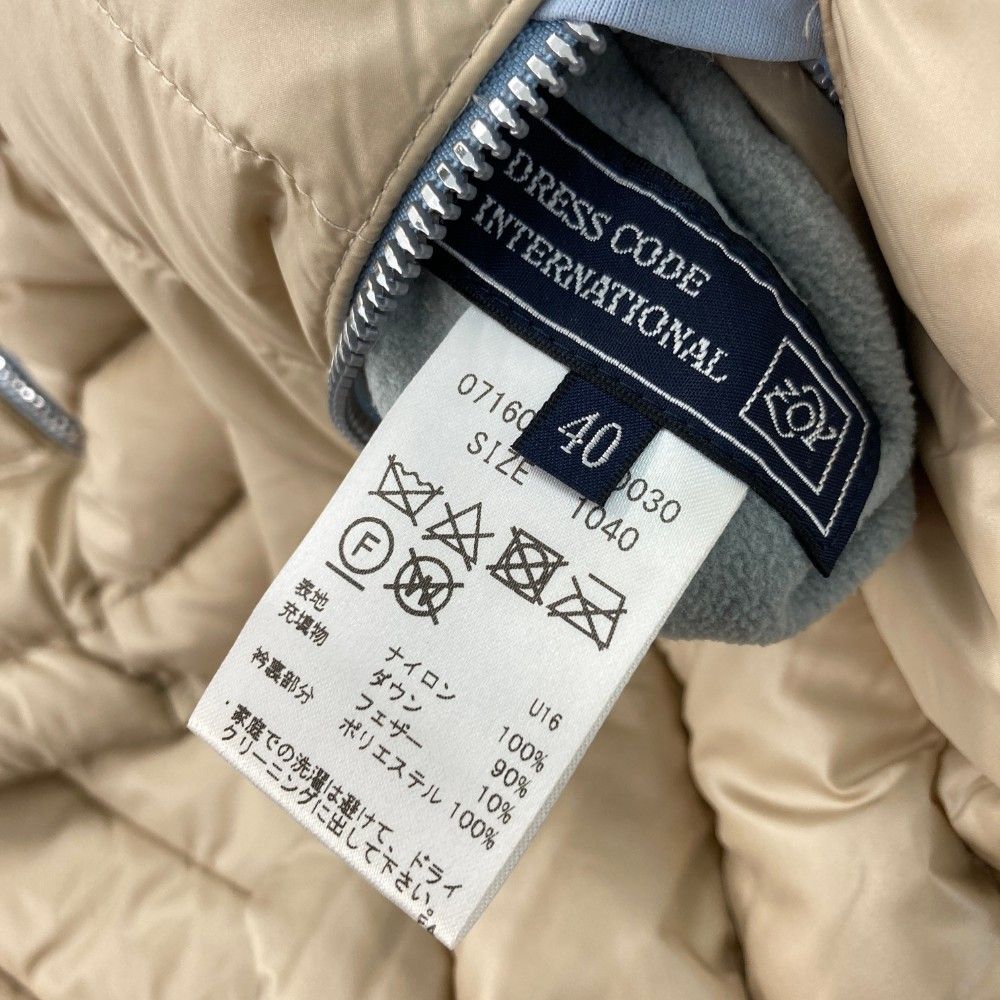 DRESS CODE
INTERNATIONAL
40
0030
SIZE 1040
F
W
U16
表地 ナイロン 100%
充填物 ダウン 90%
フェザー 10%
衿裏部分 ポリエステル 100%
・家庭での洗濯は避けて、ドライ
クリーニングに出して下さい。